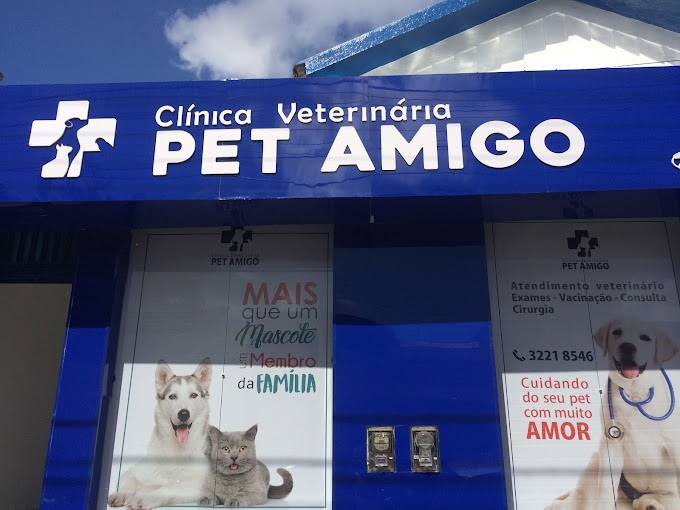 Clínica Veterinária
PET AMIGO
PET AMIGO
MAIS
que um
Mascote
um
Membro
da FAMÍLIA
PET AMIGO
Atendimento veterinário
Exames - Vacinação - Consulta
Cirurgia
3221 8546
Cuidando
do seu pet
com muito
AMOR